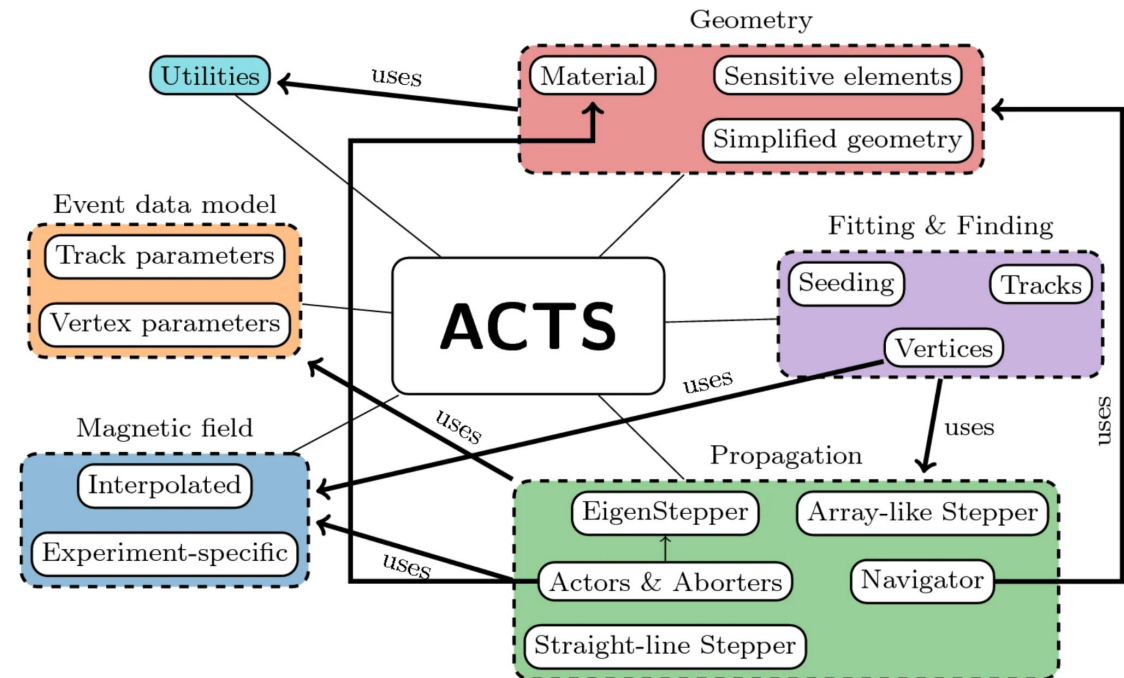 Geometry
Utilities
uses
Material
Sensitive elements
Simplified geometry
Event data model
Track parameters
Vertex parameters
ACTS
Fitting & Finding
Seeding
Tracks
Vertices
uses
uses
uses
uses
Magnetic field
Interpolated
Experiment-specific
uses
Propagation
EigenStepper
Array-like Stepper
Actors & Aborters
Navigator
Straight-line Stepper